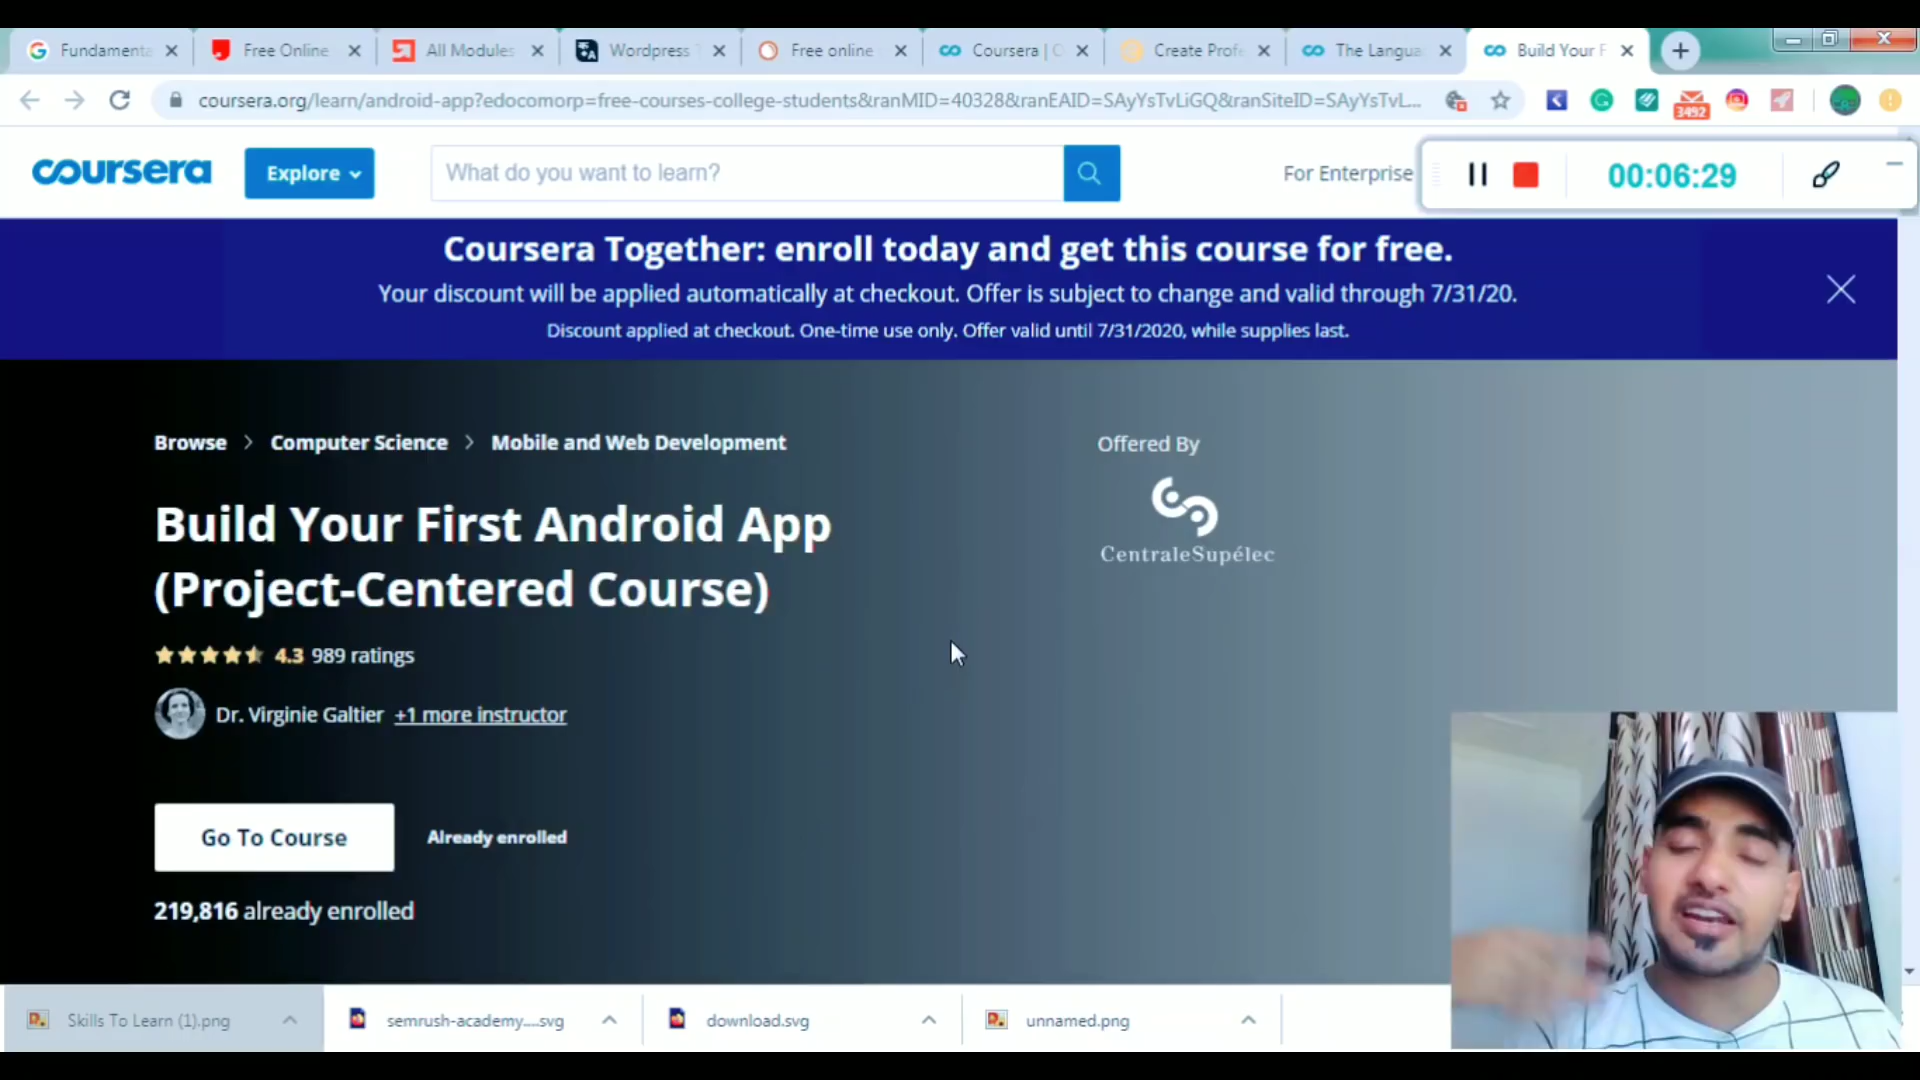 Fundamenta
Free Online
All Modules
Wordpress
Free online
Coursera | C
Create Profe
The Langua
Build Your F
coursera.org/learn/android-app?edocomorp=free-courses-college-students&ranMID=40328&ranEAID=SAyYsTvLiGQ&ranSiteID=SAyYsTvL...
3492
coursera
Explore
What do you want to learn?
For Enterprise
00:06:29
Coursera Together: enroll today and get this course for free.
Your discount will be applied automatically at checkout. Offer is subject to change and valid through 7/31/20.
Discount applied at checkout. One-time use only. Offer valid until 7/31/2020, while supplies last.
Browse > Computer Science > Mobile and Web Development
Offered By
CentraleSupélec
Build Your First Android App
(Project-Centered Course)
4.3 989 ratings
Dr. Virginie Galtier +1 more instructor
Go To Course
Already enrolled
219,816 already enrolled
Skills To Learn (1).png
semrush-academy....svg
download.svg
unnamed.png